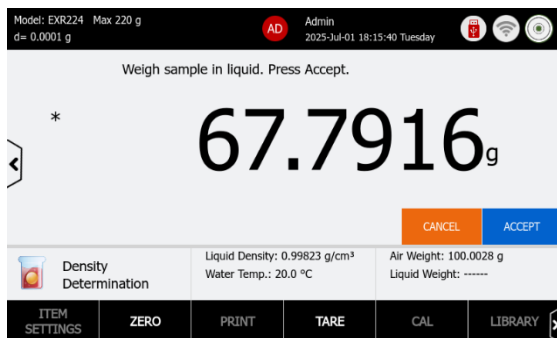 Model: EXR224 Max 220 g
d= 0.0001 g
AD
Admin
2025-Jul-01 18:15:40 Tuesday
Weigh sample in liquid. Press Accept.
*
67.7916 g
CANCEL
ACCEPT
Density
Determination
Liquid Density: 0.99823 g/cm³
Water Temp.: 20.0 °C
Air Weight: 100.0028 g
Liquid Weight: ------
ITEM
SETTINGS
ZERO
PRINT
TARE
CAL
LIBRARY